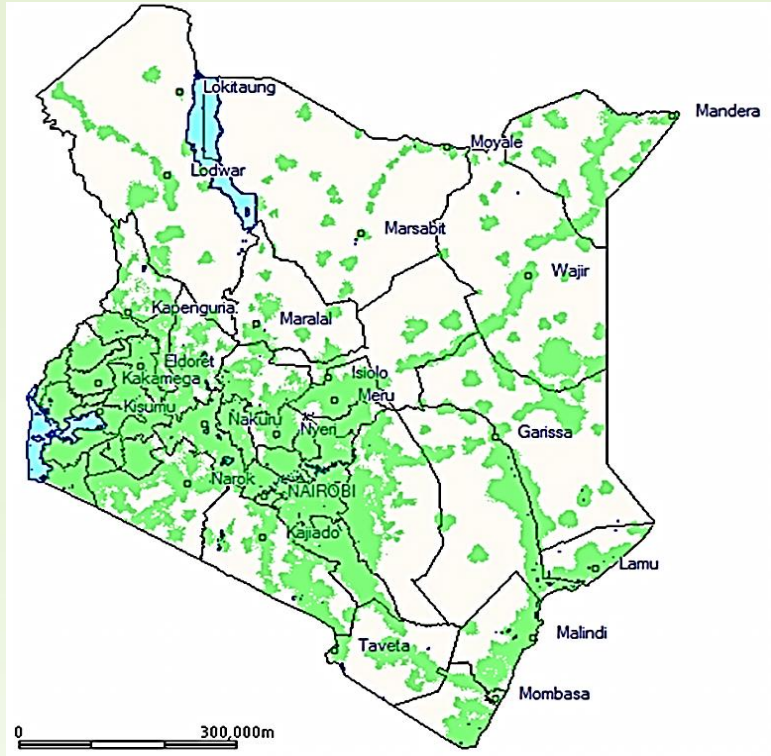 Lokitaung
Mandera
Moyale
Lodwar
Marsabit
Wajir
Kapenguria
Maralal
Eldoret
Isiolo
Kakamega
Meru
Kisumu
Nakuru
Nyeri
Garissa
Narok
NAIROBI
Kajiado
Lamu
Malindi
Taveta
Mombasa
0 300,000m